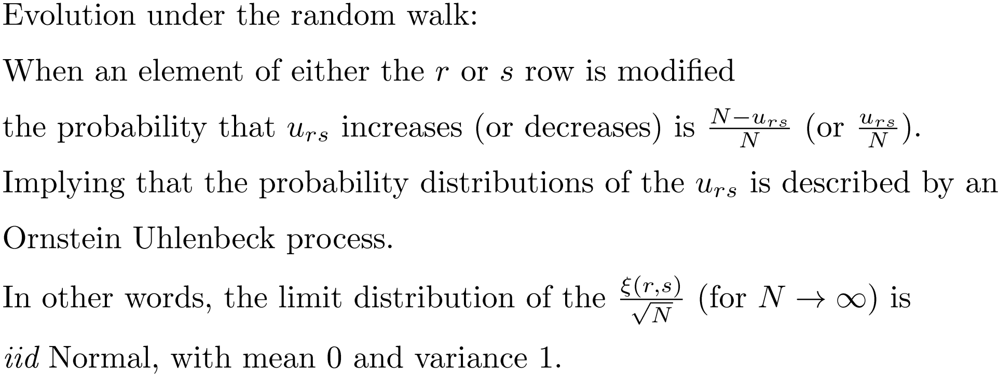 Evolution under the random walk:
When an element of either the $r$ or $s$ row is modified
the probability that $u_{rs}$ increases (or decreases) is $\frac{N-u_{rs}}{N}$ (or $\frac{u_{rs}}{N}$).
Implying that the probability distributions of the $u_{rs}$ is described by an
Ornstein Uhlenbeck process.
In other words, the limit distribution of the $\frac{\xi(r,s)}{\sqrt{N}}$ (for $N \to \infty$) is
iid Normal, with mean 0 and variance 1.